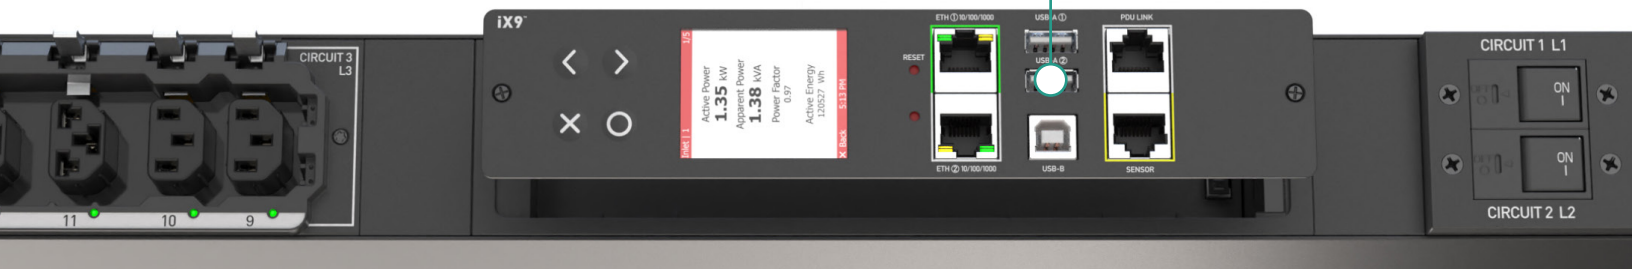 CIRCUIT 3
L3
11
10
9
iX9™
Inlet | 1
1/5
Active Power
1.35 kW
Apparent Power
1.38 kVA
Power Factor
0.97
Active Energy
120527 Wh
X Back
5:13 PM
RESET
ETH ① 10/100/1000
ETH ② 10/100/1000
USB-A ①
USB-A ②
USB-B
PDU LINK
SENSOR
CIRCUIT 1 L1
ON
I
ON
I
CIRCUIT 2 L2